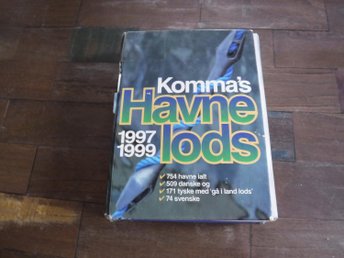 Komma's
Havne
1997
1999
lods
✓ 754 havne ialt
✓ 509 danske og
✓ 171 tyske med 'gå i land lods'
✓ 74 svenske